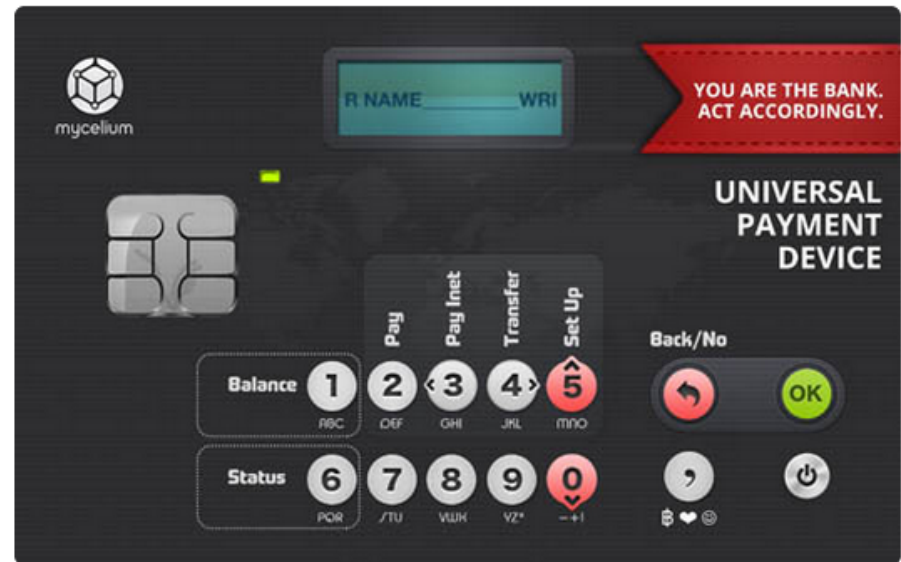 mycelium
R NAME________WRI
YOU ARE THE BANK.
ACT ACCORDINGLY.
UNIVERSAL
PAYMENT
DEVICE
Pay
Pay Inet
Transfer
Set Up
Back/No
Balance
1 2 <3 4> 5
OK
ABC DEF GHI JKL MNO
Status
6 7 8 9 0
,
PQR STU VWX YZ* -+!
฿ ❤ ☺